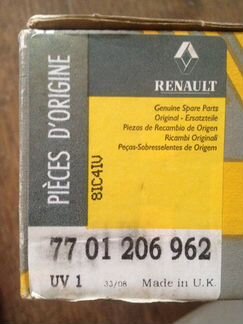 RENAULT
PIÈCES D'ORIGINE
8IC4IV
Genuine Spare Parts
Original - Ersatzteile
Piezas de Recambio de Origen
Ricambi Originali
Peças-Sobresselentes de Origem
77 01 206 962
UV 1 33/08 Made in U.K.